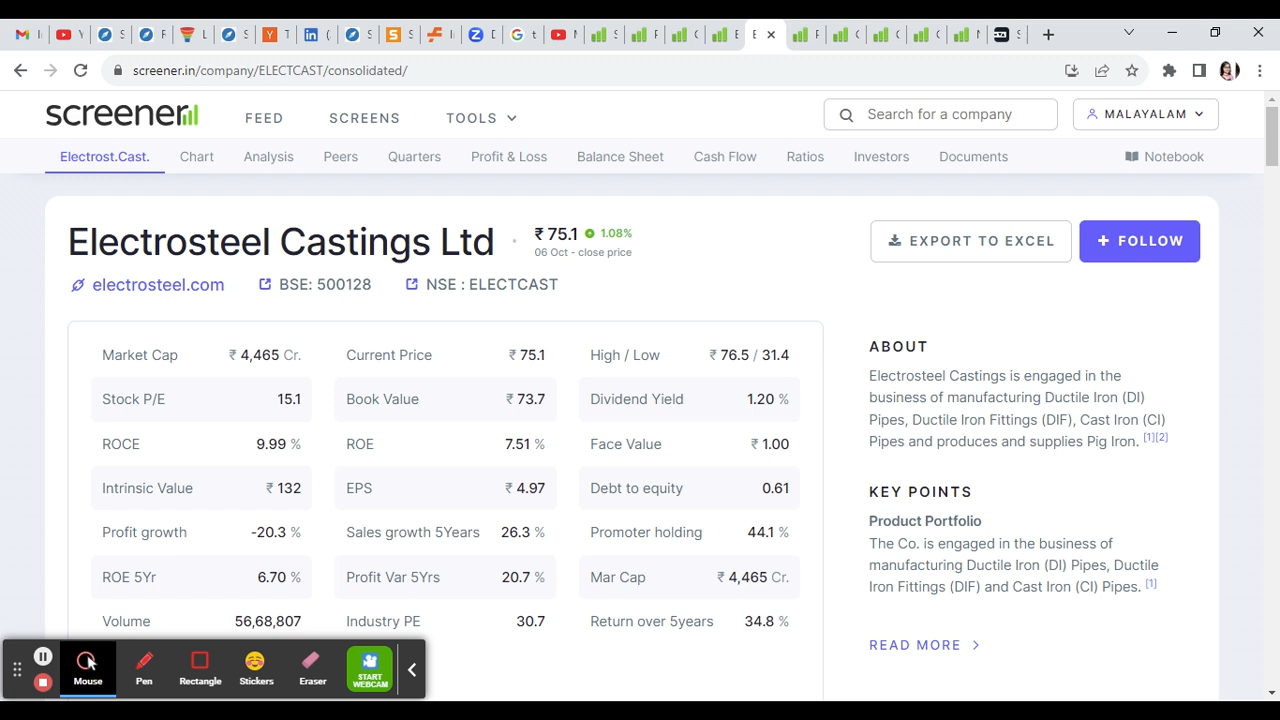 screener.in/company/ELECTCAST/consolidated/
screener
FEED SCREENS TOOLS
Search for a company
MALAYALAM
Electrost.Cast. Chart Analysis Peers Quarters Profit & Loss Balance Sheet Cash Flow Ratios Investors Documents Notebook
Electrosteel Castings Ltd
₹ 75.1 1.08%
06 Oct - close price
EXPORT TO EXCEL
+ FOLLOW
electrosteel.com BSE: 500128 NSE : ELECTCAST
Market Cap ₹ 4,465 Cr. Current Price ₹ 75.1 High / Low ₹ 76.5 / 31.4
Stock P/E 15.1 Book Value ₹ 73.7 Dividend Yield 1.20 %
ROCE 9.99 % ROE 7.51 % Face Value ₹ 1.00
Intrinsic Value ₹ 132 EPS ₹ 4.97 Debt to equity 0.61
Profit growth -20.3 % Sales growth 5Years 26.3 % Promoter holding 44.1 %
ROE 5Yr 6.70 % Profit Var 5Yrs 20.7 % Mar Cap ₹ 4,465 Cr.
Volume 56,68,807 Industry PE 30.7 Return over 5years 34.8 %
ABOUT
Electrosteel Castings is engaged in the
business of manufacturing Ductile Iron (DI)
Pipes, Ductile Iron Fittings (DIF), Cast Iron (CI)
Pipes and produces and supplies Pig Iron. [1][2]
KEY POINTS
Product Portfolio
The Co. is engaged in the business of
manufacturing Ductile Iron (DI) Pipes, Ductile
Iron Fittings (DIF) and Cast Iron (CI) Pipes. [1]
READ MORE
Mouse Pen Rectangle Stickers Eraser
START
WEBCAM